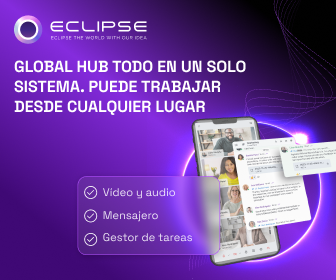 ECLIPSE
ECLIPSE THE WORLD WITH OUR IDEA
GLOBAL HUB TODO EN UN SOLO
SISTEMA. PUEDE TRABAJAR
DESDE CUALQUIER LUGAR
Vídeo y audio
Mensajero
Gestor de tareas